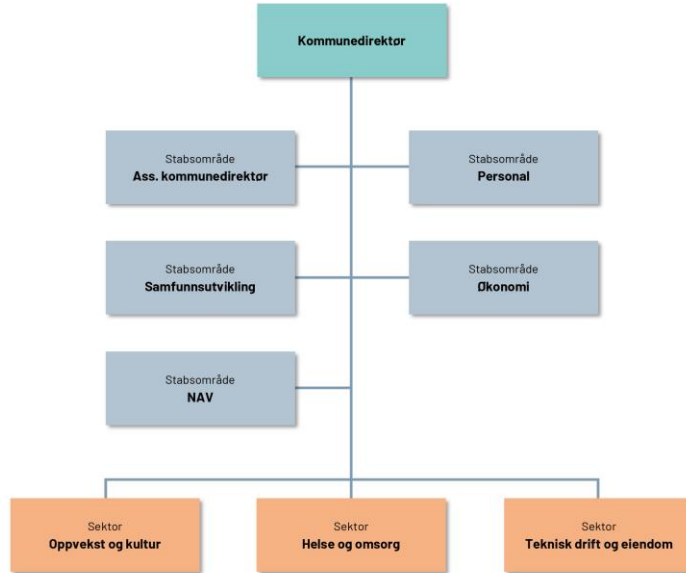 Kommunedirektør
Stabsområde
Ass. kommunedirektør
Stabsområde
Personal
Stabsområde
Samfunnsutvikling
Stabsområde
Økonomi
Stabsområde
NAV
Sektor
Oppvekst og kultur
Sektor
Helse og omsorg
Sektor
Teknisk drift og eiendom